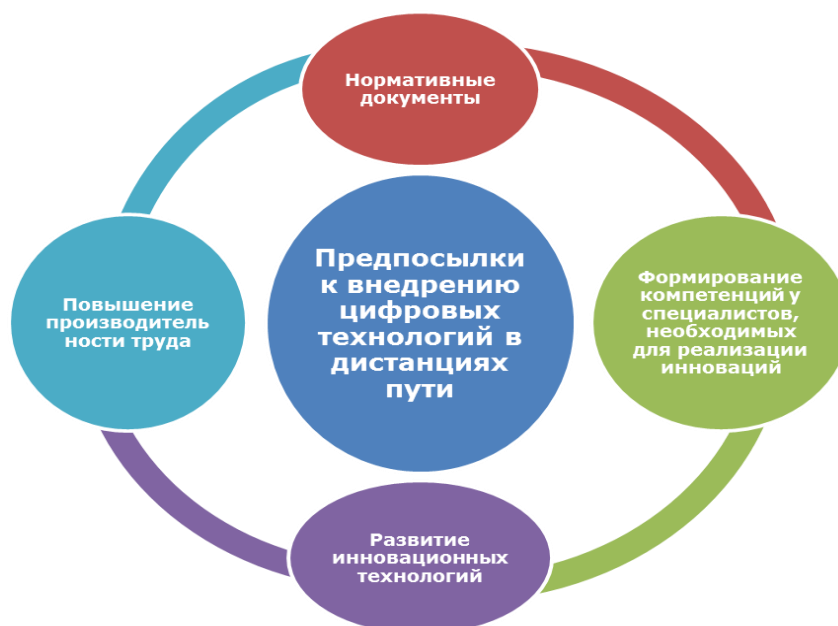 Нормативные
документы
Предпосылки
к внедрению
цифровых
технологий в
дистанциях
пути
Формирование
компетенций у
специалистов,
необходимых
для реализации
инноваций
Развитие
инновационных
технологий
Повышение
производитель
ности труда